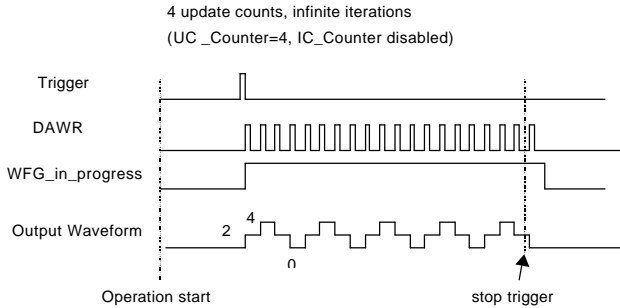 4 update counts, infinite iterations
(UC _Counter=4, IC_Counter disabled)
Trigger
DAWR
WFG_in_progress
4
Output Waveform 2
0
Operation start stop trigger